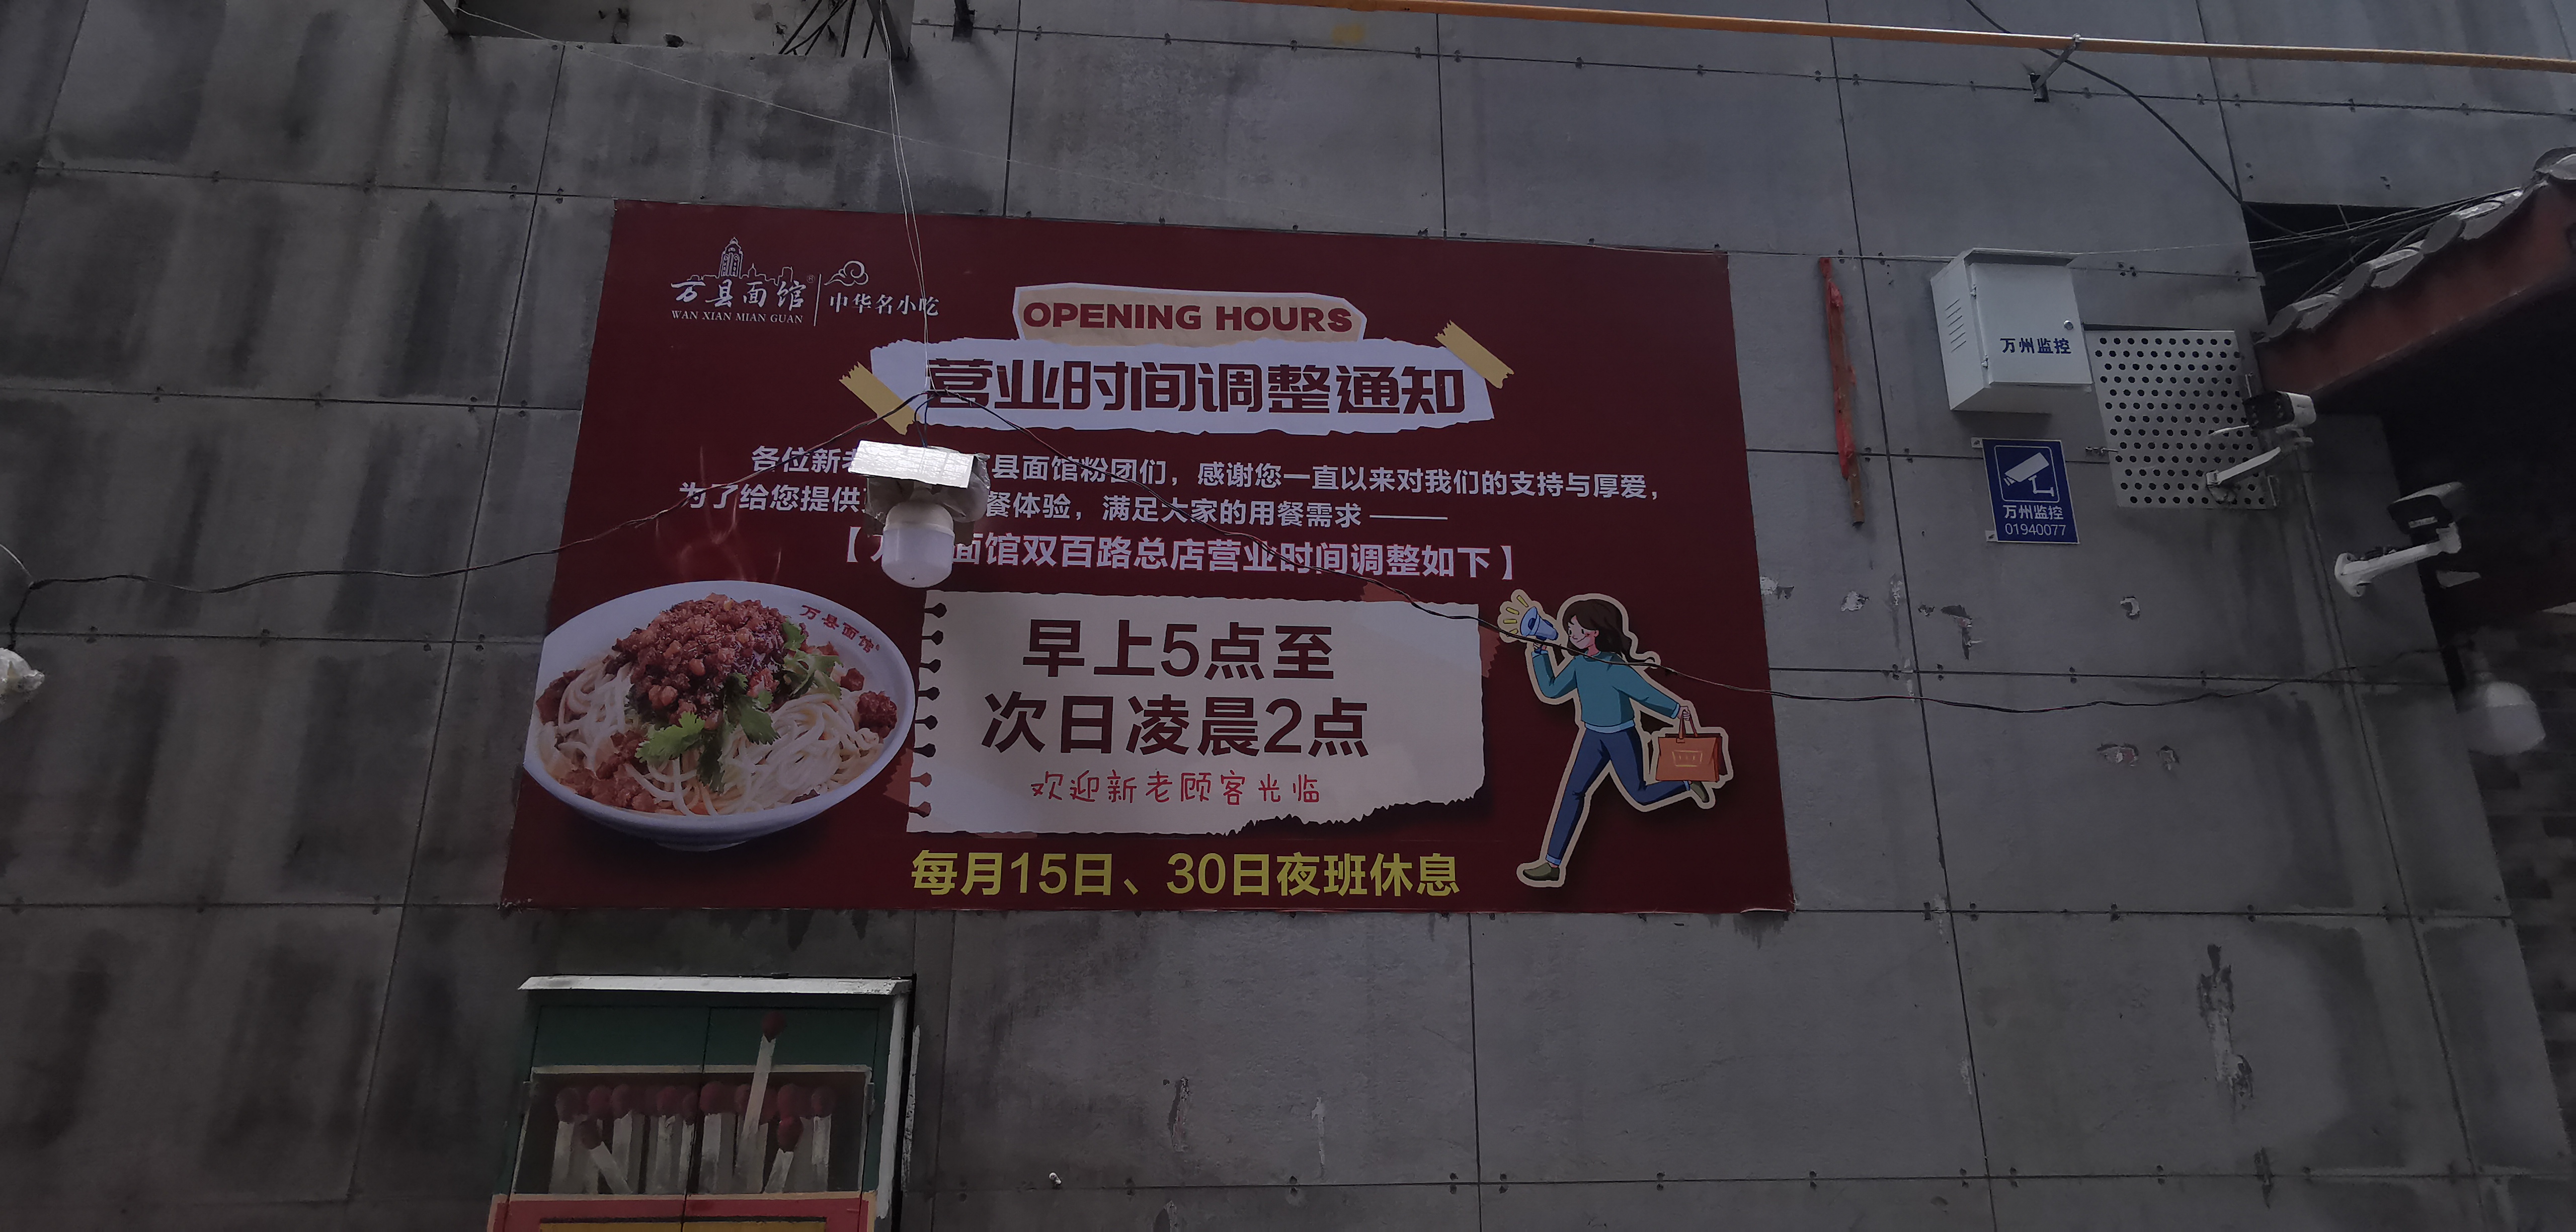 万县面馆
WAN XIAN MIAN GUAN
中华名小吃
OPENING HOURS
营业时间调整通知
各位新 县面馆粉团们，感谢您一直以来对我们的支持与厚爱，
为了给您提供 餐体验，满足大家的用餐需求 ——
【 面馆双百路总店营业时间调整如下】
万县面馆
早上5点至
次日凌晨2点
欢迎新老顾客光临
每月15日、30日夜班休息
万州监控
万州监控
01940077